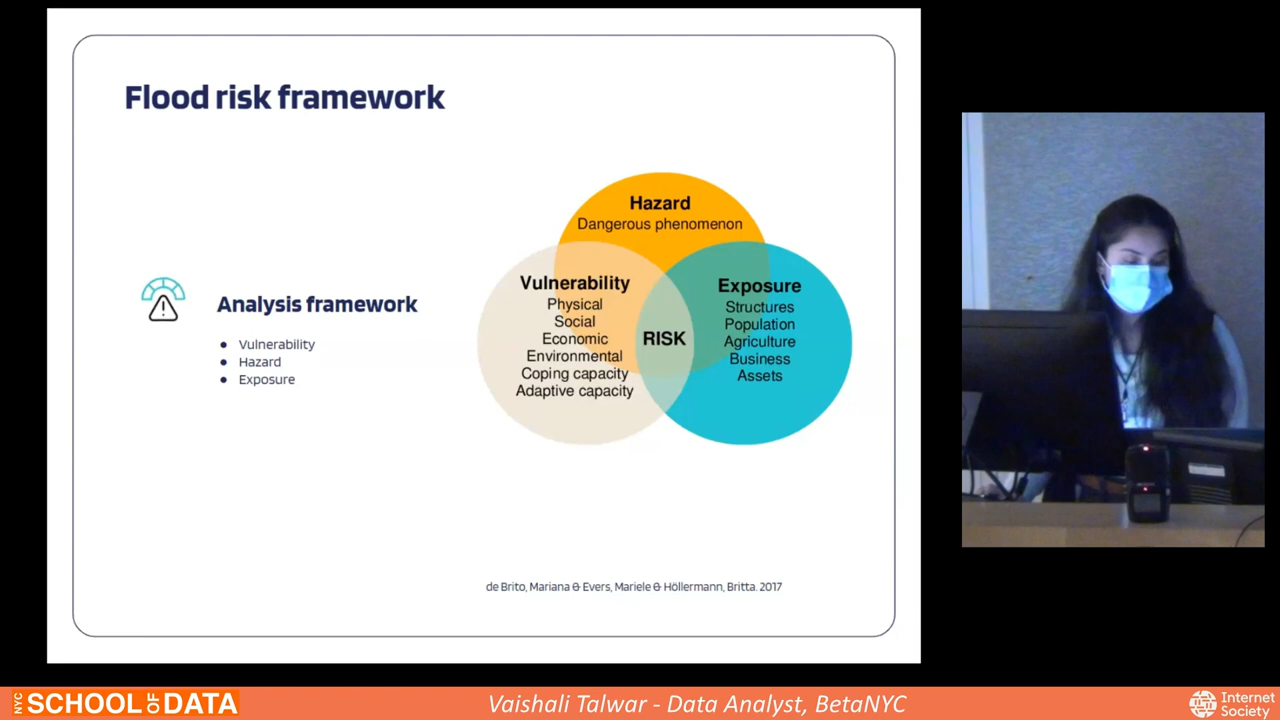 Flood risk framework
Analysis framework
● Vulnerability
● Hazard
● Exposure
Hazard
Dangerous phenomenon
Vulnerability
Physical
Social
Economic
Environmental
Coping capacity
Adaptive capacity
RISK
Exposure
Structures
Population
Agriculture
Business
Assets
de Brito, Mariana & Evers, Mariele & Höllermann, Britta. 2017
NYC SCHOOL OF DATA
Vaishali Talwar - Data Analyst, BetaNYC
Internet
Society